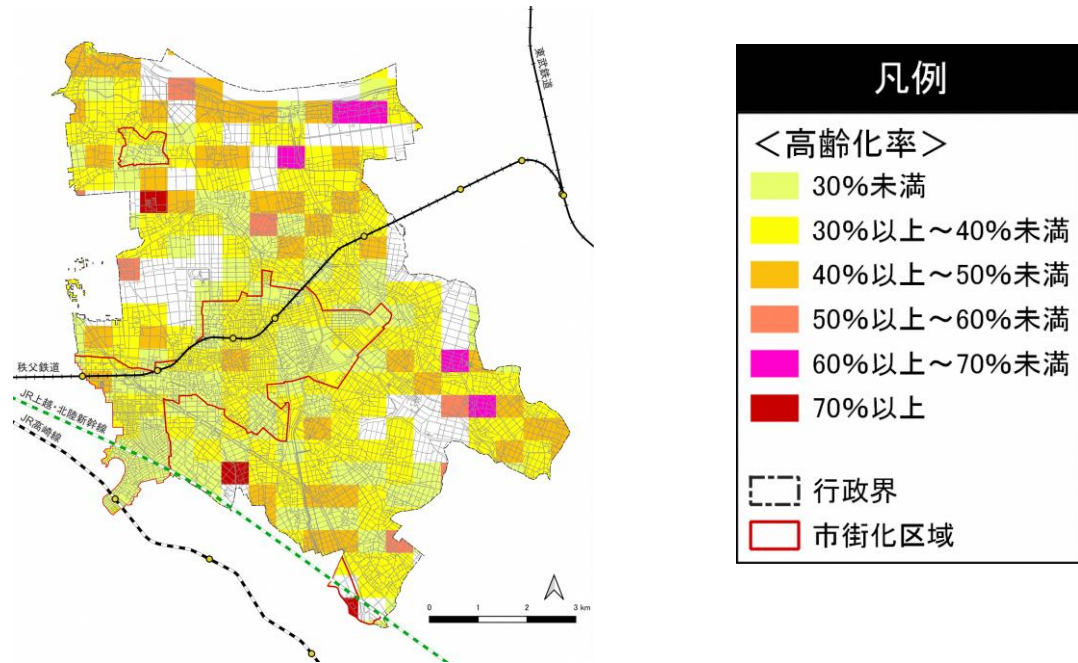 東武鉄道
秩父鉄道
JR上越・北陸新幹線
JR高崎線
0 1 2 3 km
凡例
＜高齢化率＞
30%未満
30%以上～40%未満
40%以上～50%未満
50%以上～60%未満
60%以上～70%未満
70%以上
行政界
市街化区域